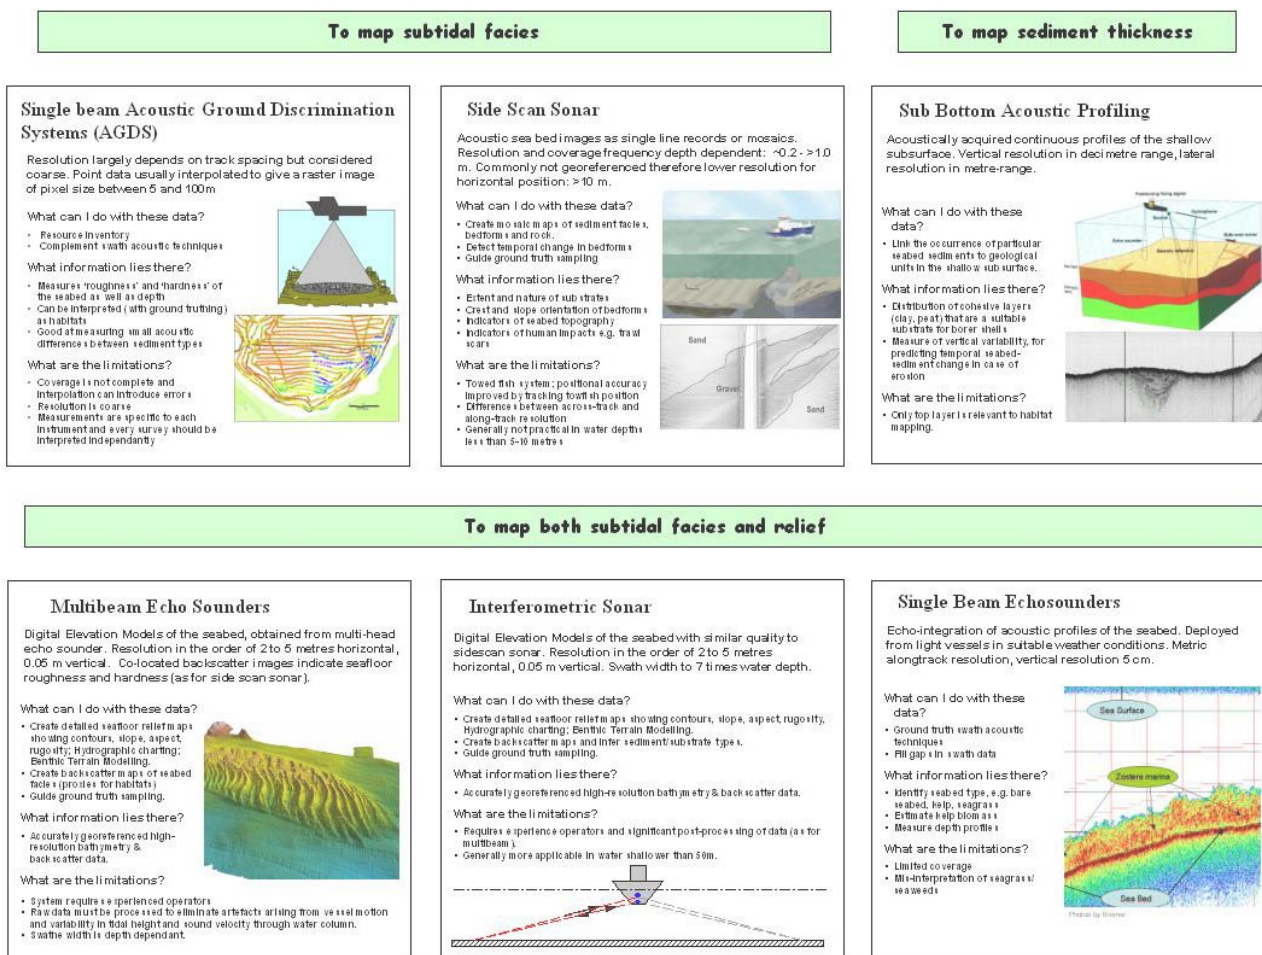 To map subtidal facies
To map sediment thickness
Single beam Acoustic Ground Discrimination
Systems (AGDS)
Resolution largely depends on track spacing but considered
coarse. Point data usually interpolated to give a raster image
of pixel size between 5 and 100m
What can I do with these data?
• Resource Inventory
• Complement swath acoustic techniques
What information lies there?
• Measures 'roughness' and 'hardness' of
the seabed as well as depth
• Can be interpreted (with ground truthing)
as habitats
• Good at measuring small acoustic
differences between sediment types
What are the limitations?
• Coverage is not complete and
interpolation can introduce errors
• Resolution is coarse
• Measurements are specific to each
instrument and every survey should be
interpreted independantly
Side Scan Sonar
Acoustic sea bed images as single line records or mosaics.
Resolution and coverage frequency depth dependent: ~0.2 - >1.0
m. Commonly not georeferenced therefore lower resolution for
horizontal position: >10 m.
What can I do with these data?
• Create mosaic maps of sediment facies,
bedforms and rock.
• Detect temporal change in bedforms
• Guide ground truth sampling
What information lies there?
• Extent and nature of substrates
• Crest and slope orientation of bedforms
• Indicators of seabed topography
• Indicators of human impacts e.g. trawl
scars
What are the limitations?
• Towed fish system; positional accuracy
improved by tracking towfish position
• Differences between across-track and
along-track resolution
• Generally not practical in water depths
less than 5-10 metres
Sand
Gravel
Sand
Sub Bottom Acoustic Profiling
Acoustically acquired continuous profiles of the shallow
subsurface. Vertical resolution in decimetre range, lateral
resolution in metre-range.
What can I do with these
data?
• Link the occurrence of particular
seabed sediments to geological
units in the shallow sub surface.
What information lies there?
• Distribution of cohesive layers
(clay, peat) that are a suitable
substrate for borer shells
• Measure of vertical variability, for
predicting temporal seabed-
sediment change in case of
erosion
What are the limitations?
• Only top layer is relevant to habitat
mapping.
To map both subtidal facies and relief
Multibeam Echo Sounders
Digital Elevation Models of the seabed, obtained from multi-head
echo sounder. Resolution in the order of 2 to 5 metres horizontal,
0.05 m vertical. Co-located backscatter images indicate seafloor
roughness and hardness (as for side scan sonar).
What can I do with these data?
• Create detailed seafloor relief maps
showing contours, slope, aspect,
rugosity; Hydrographic charting;
Benthic Terrain Modelling.
• Create backscatter maps of seabed
facies (proxies for habitats)
• Guide ground truth sampling.
What information lies there?
• Accurately georeferenced high-
resolution bathymetry &
backscatter data.
What are the limitations?
• System requires experienced operators
• Raw data must be processed to eliminate artefacts arising from vessel motion
and variability in tidal height and sound velocity through water column.
• Swathe width is depth dependant.
Interferometric Sonar
Digital Elevation Models of the seabed with similar quality to
sidescan sonar. Resolution in the order of 2 to 5 metres
horizontal, 0.05 m vertical. Swath width to 7 times water depth.
What can I do with these data?
• Create detailed seafloor relief maps showing contours, slope, aspect, rugosity,
Hydrographic charting; Benthic Terrain Modelling.
• Create backscatter maps and infer sediment/substrate types.
• Guide ground truth sampling.
What information lies there?
• Accurately georeferenced high-resolution bathymetry & backscatter data.
What are the limitations?
• Requires experience operators and significant post-processing of data (as for
multibeam).
• Generally more applicable in water shallower than 50m.
Single Beam Echosounders
Echo-integration of acoustic profiles of the seabed. Deployed
from light vessels in suitable weather conditions. Metric
alongtrack resolution, vertical resolution 5 cm.
What can I do with these
data?
• Ground truth swath acoustic
techniques
• Fill gaps in swath data
What information lies there?
• Identify seabed type, e.g. bare
seabed, kelp, seagrass
• Estimate kelp biomass
• Measure depth profiles
What are the limitations?
• Limited coverage
• Mis-interpretation of seagrass/
seaweeds
Sea Surface
Zostera marina
Sea Bed
Photos by